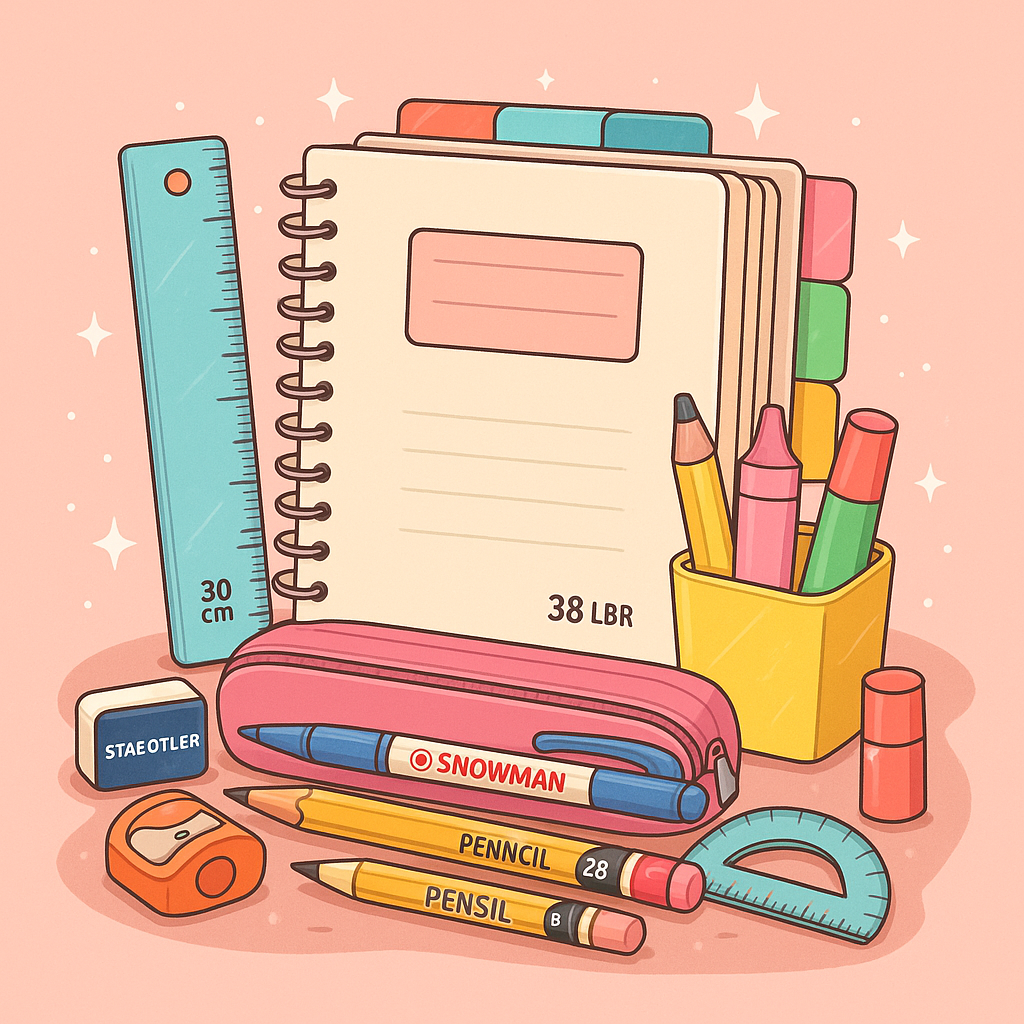 30
cm
38 LBR
STAEOTLER
SNOWMAN
PENNCIL 28
PENSIL B